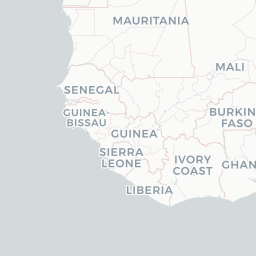 MAURITANIA
MALI
SENEGAL
GUINEA-
BISSAU
BURKIN
FASO
GUINEA
SIERRA
LEONE
IVORY
COAST
GHAN
LIBERIA